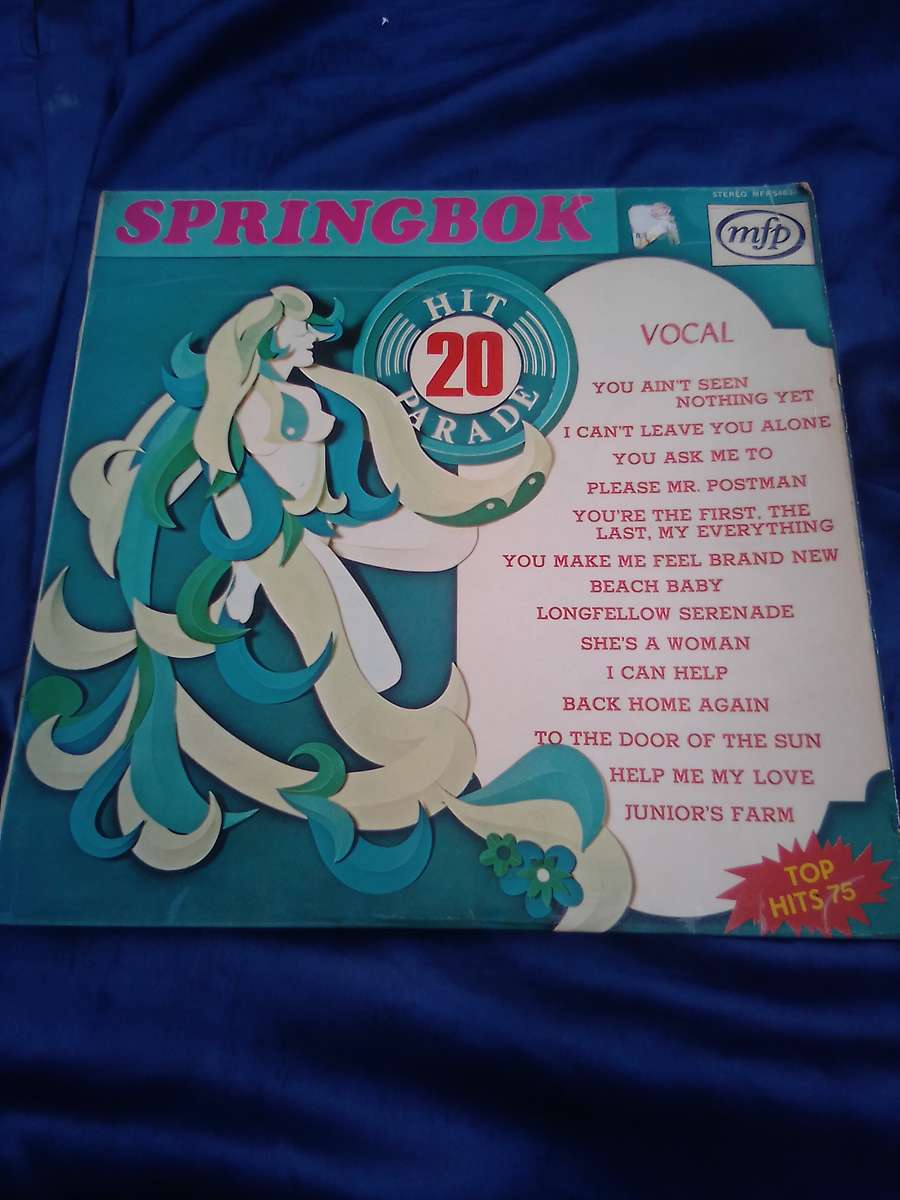 SPRINGBOK
STEREO
mfp
HIT
20
PARADE
VOCAL
YOU AIN'T SEEN
NOTHING YET
I CAN'T LEAVE YOU ALONE
YOU ASK ME TO
PLEASE MR. POSTMAN
YOU'RE THE FIRST, THE
LAST, MY EVERYTHING
YOU MAKE ME FEEL BRAND NEW
BEACH BABY
LONGFELLOW SERENADE
SHE'S A WOMAN
I CAN HELP
BACK HOME AGAIN
TO THE DOOR OF THE SUN
HELP ME MY LOVE
JUNIOR'S FARM
TOP
HITS 75